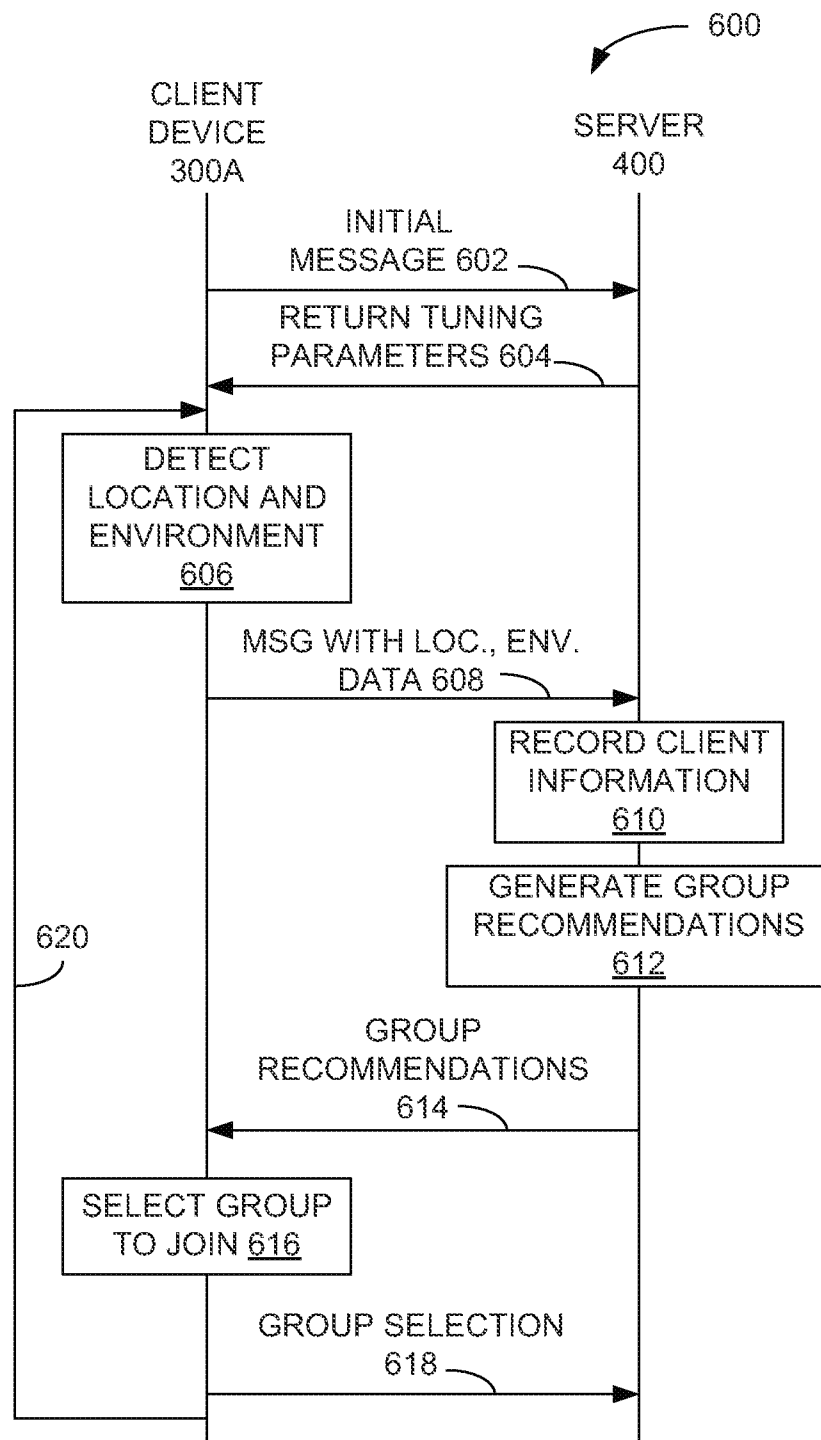 600
CLIENT
DEVICE
300A
SERVER
400
INITIAL
MESSAGE 602
RETURN TUNING
PARAMETERS 604
DETECT
LOCATION AND
ENVIRONMENT
606
MSG WITH LOC., ENV.
DATA 608
RECORD CLIENT
INFORMATION
610
GENERATE GROUP
RECOMMENDATIONS
612
620
GROUP
RECOMMENDATIONS
614
SELECT GROUP
TO JOIN 616
GROUP SELECTION
618